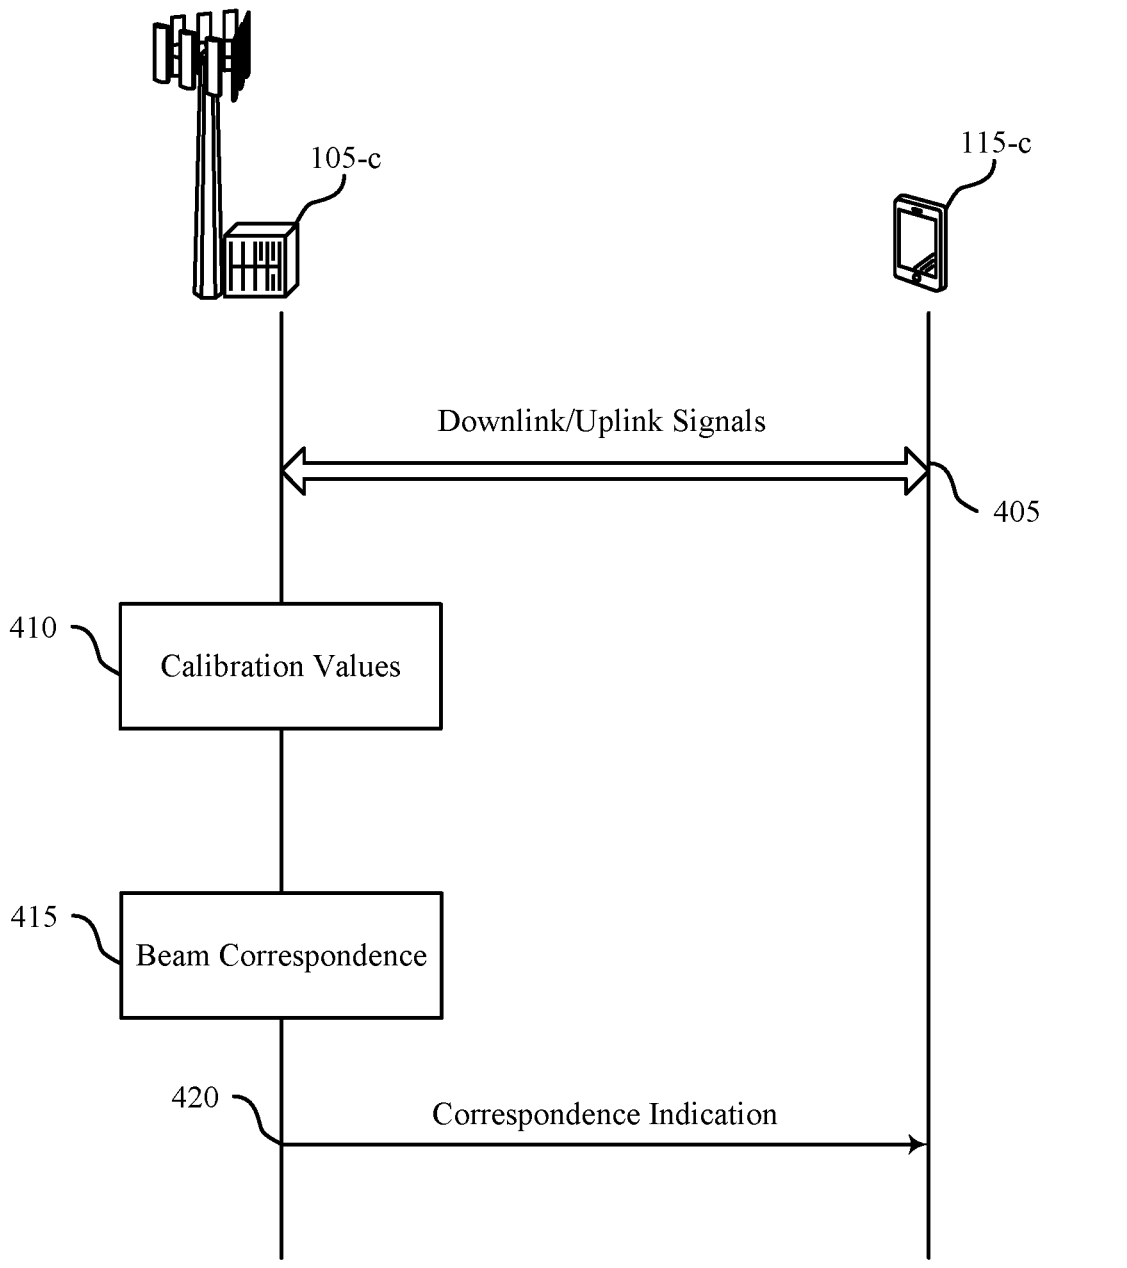 105-c
115-c
Downlink/Uplink Signals
405
410
Calibration Values
415
Beam Correspondence
420
Correspondence Indication